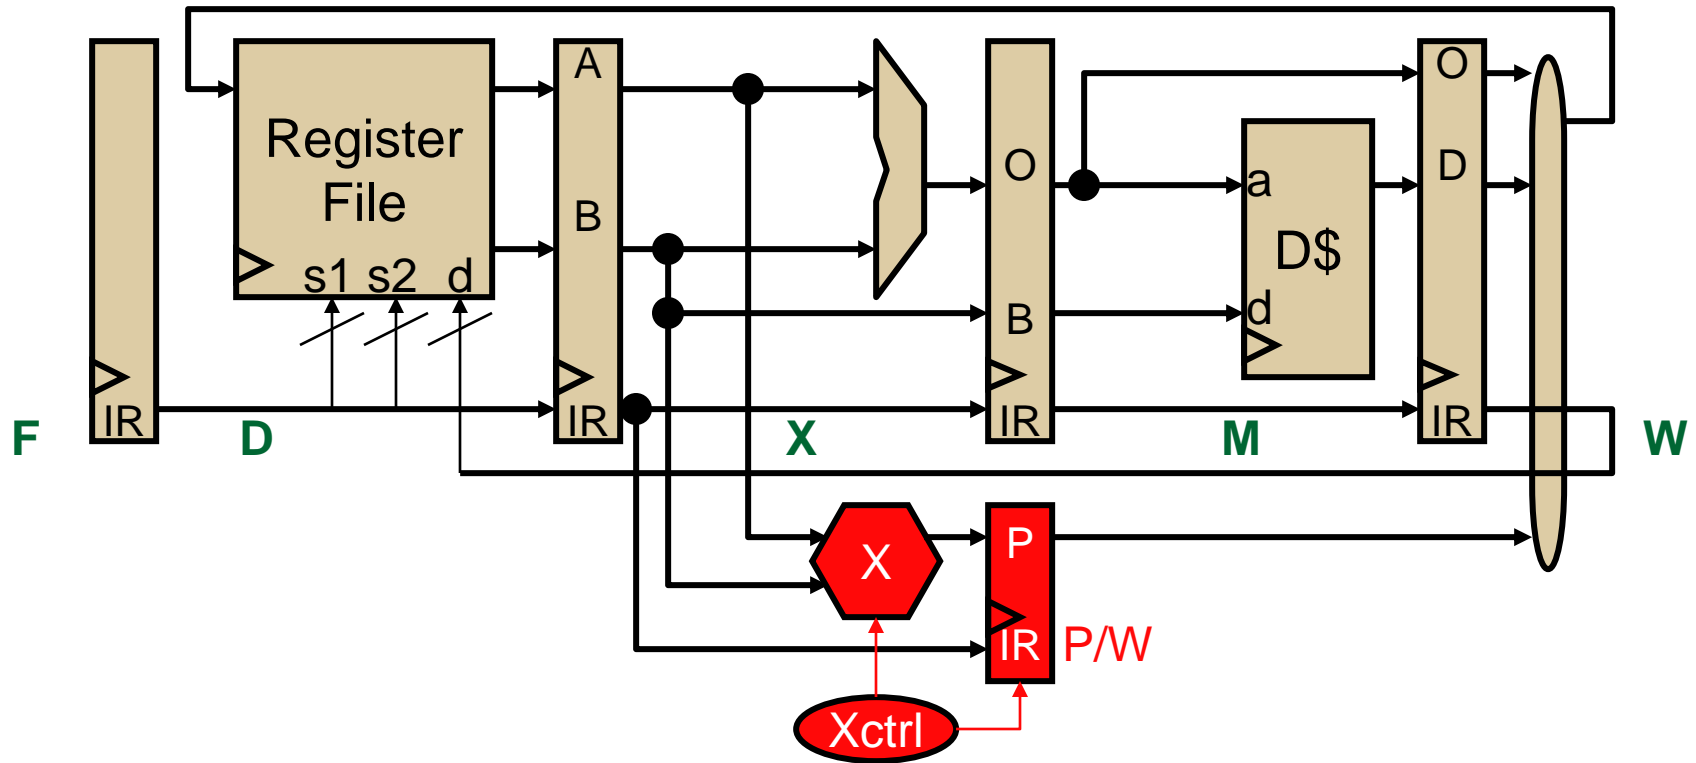 A
O
Register
File
O
D
a
B
D$
s1 s2 d
d
B
IR
IR
IR
IR
F
D
X
M
W
P
X
IR
P/W
Xctrl